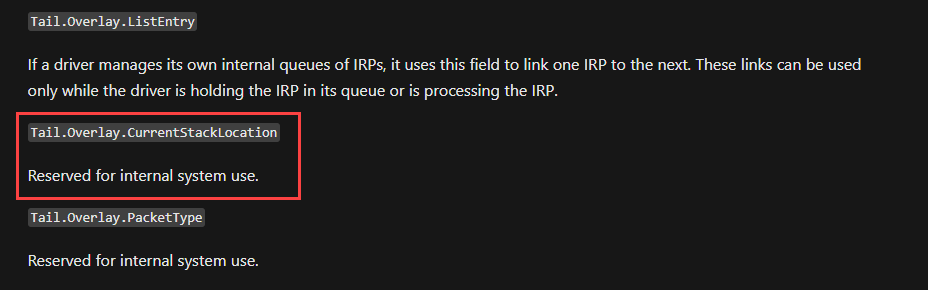 Tail.Overlay.ListEntry
If a driver manages its own internal queues of IRPs, it uses this field to link one IRP to the next. These links can be used
only while the driver is holding the IRP in its queue or is processing the IRP.
Tail.Overlay.CurrentStackLocation
Reserved for internal system use.
Tail.Overlay.PacketType
Reserved for internal system use.